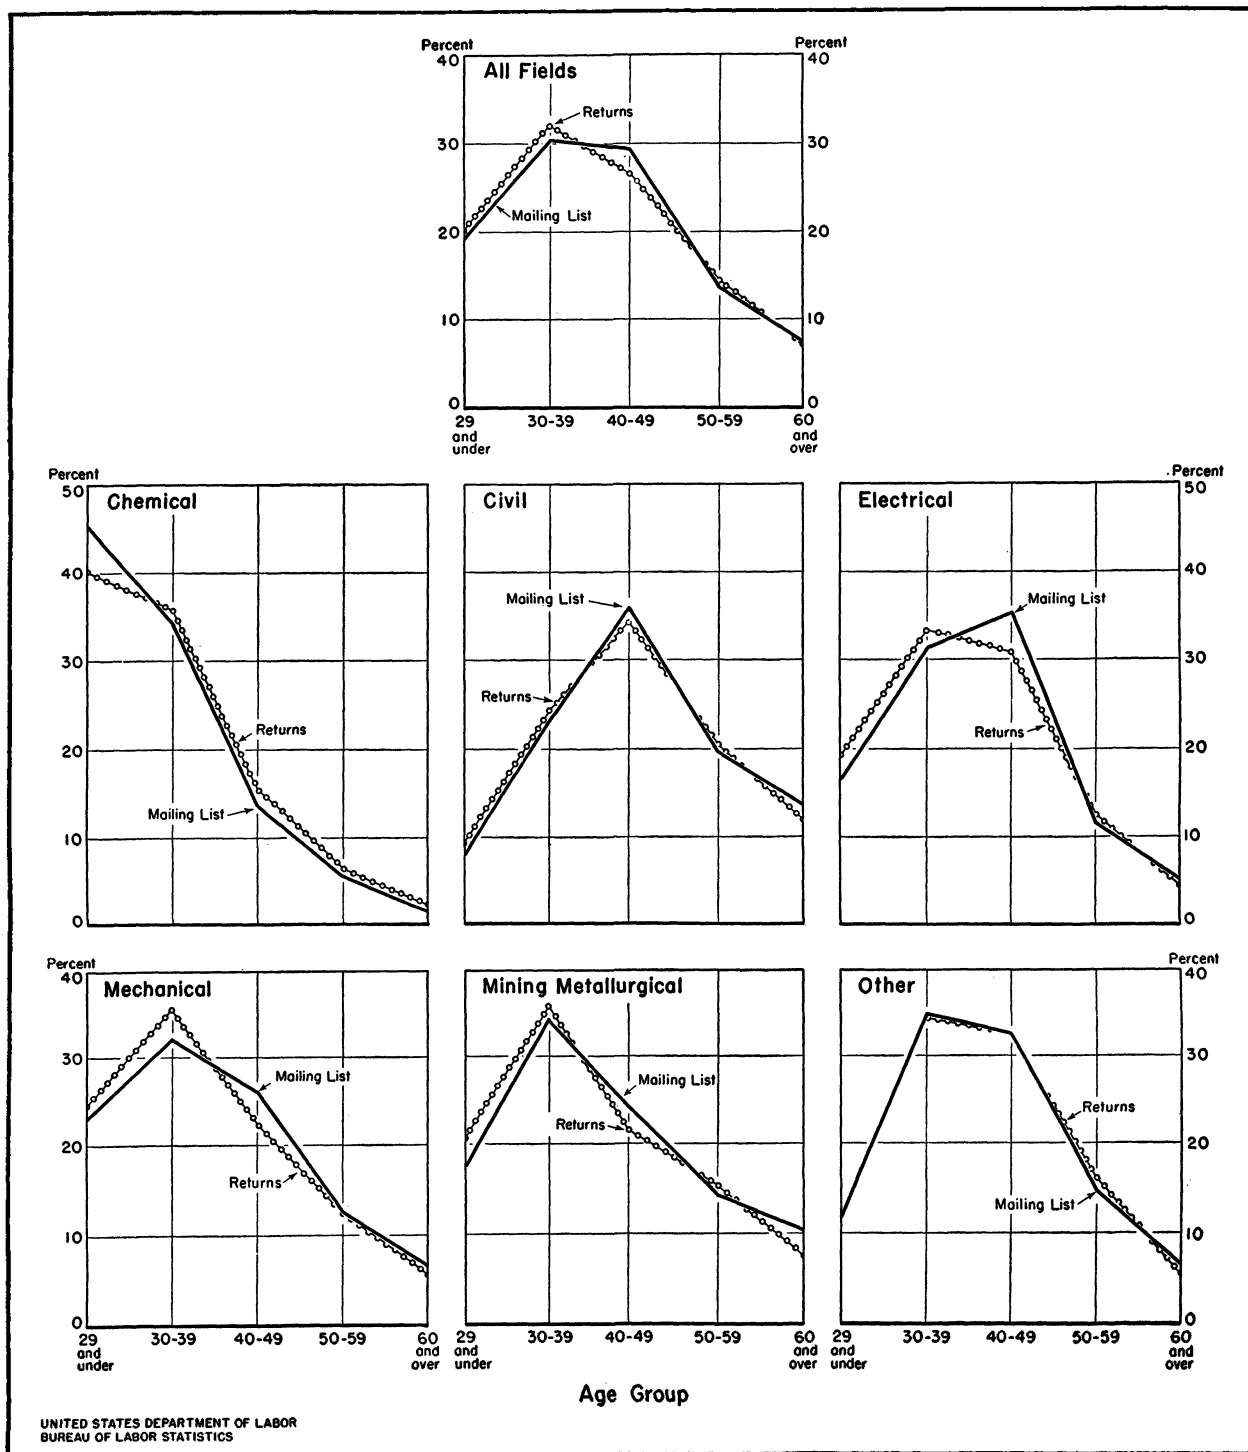 Percent
Percent
40
40
All Fields
Returns
30
30
Mailing List
20
20
10
10
0
0
29 and under
30-39
40-49
50-59
60 and over
Percent
.Percent
50
Chemical
Civil
Electrical
50
40
40
Mailing List
Mailing List
30
30
Returns
Returns
Returns
20
20
Mailing List
10
10
0
0
Percent
Percent
40
Mechanical
Mining Metallurgical
Other
40
30
30
Mailing List
Mailing List
Returns
Returns
20
20
Returns
Mailing List
10
10
0
0
29 and under
30-39
40-49
50-59
60 and over
29 and under
30-39
40-49
50-59
60 and over
29 and under
30-39
40-49
50-59
60 and over
Age Group
UNITED STATES DEPARTMENT OF LABOR
BUREAU OF LABOR STATISTICS